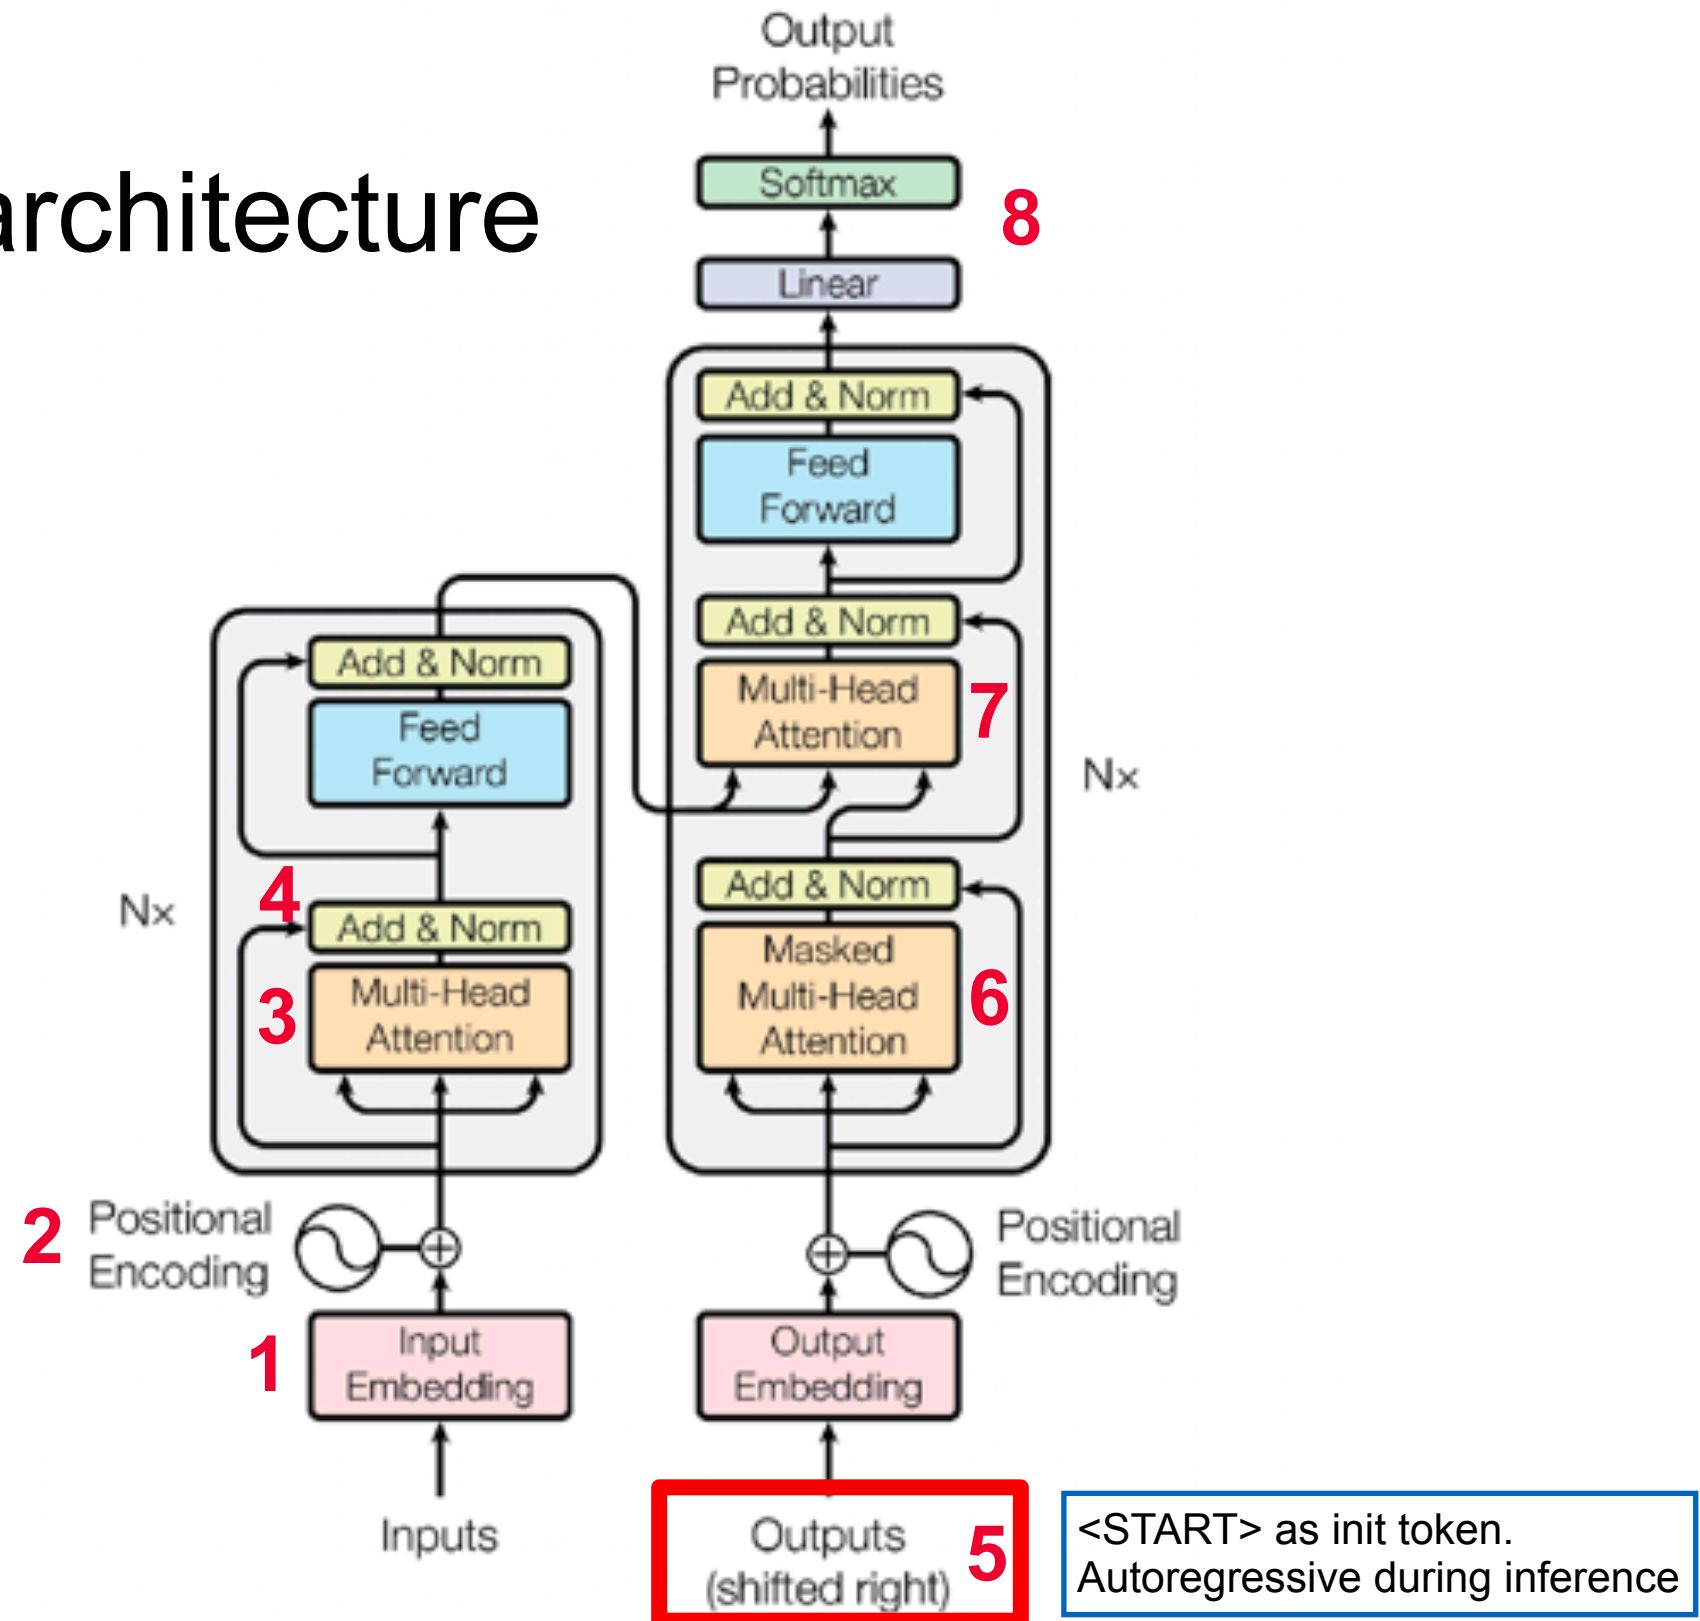 Output
Probabilities
architecture
Softmax
8
Linear
Add & Norm
Feed
Forward
Add & Norm
Multi-Head
Attention
7
Nx
Add & Norm
Masked
Multi-Head
Attention
6
Add & Norm
Feed
Forward
Nx
4
Add & Norm
3
Multi-Head
Attention
2
Positional
Encoding
Positional
Encoding
1
Input
Embedding
Output
Embedding
Inputs
Outputs
(shifted right)
5
<START> as init token.
Autoregressive during inference